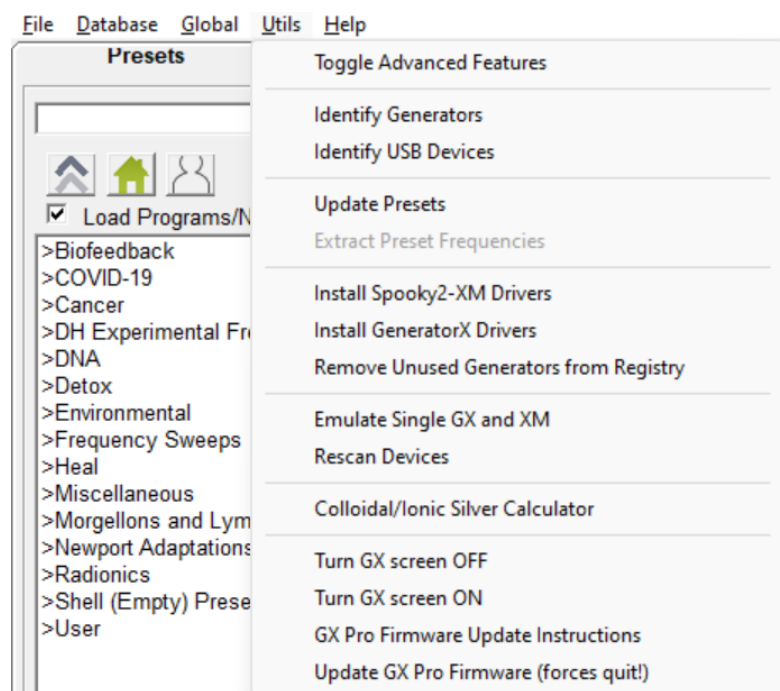 File Database Global Utils Help
Presets
Load Programs/N
>Biofeedback
>COVID-19
>Cancer
>DH Experimental Fre
>DNA
>Detox
>Environmental
>Frequency Sweeps
>Heal
>Miscellaneous
>Morgellons and Lym
>Newport Adaptations
>Radionics
>Shell (Empty) Prese
>User
Toggle Advanced Features
Identify Generators
Identify USB Devices
Update Presets
Extract Preset Frequencies
Install Spooky2-XM Drivers
Install GeneratorX Drivers
Remove Unused Generators from Registry
Emulate Single GX and XM
Rescan Devices
Colloidal/Ionic Silver Calculator
Turn GX screen OFF
Turn GX screen ON
GX Pro Firmware Update Instructions
Update GX Pro Firmware (forces quit!)